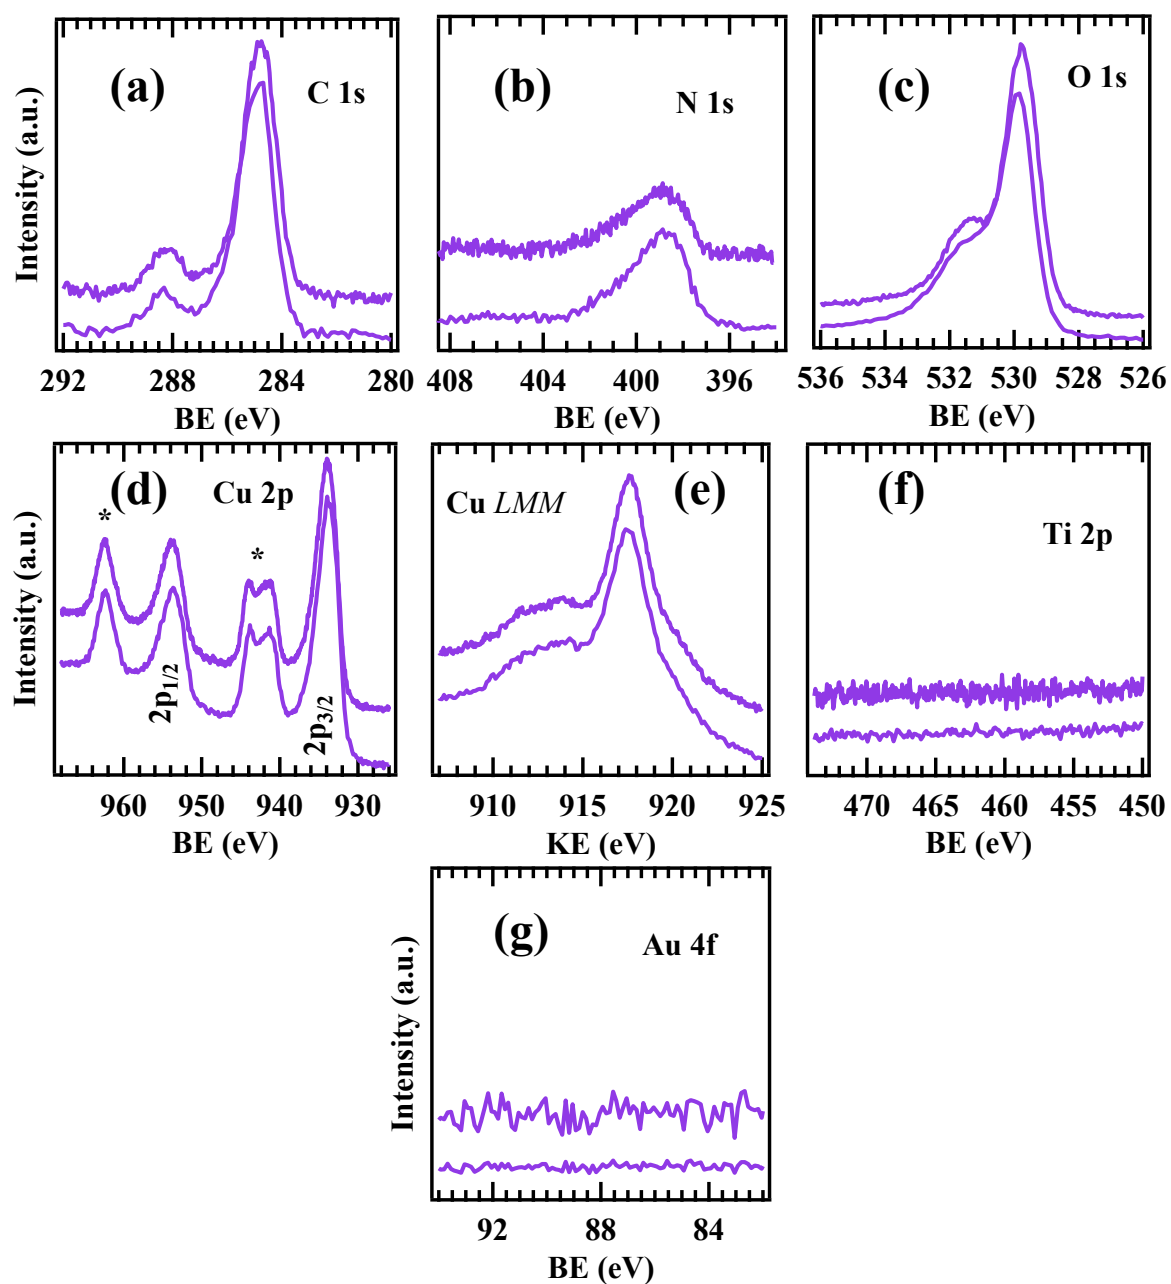 (a)
C 1s
(b)
N 1s
(c)
O 1s
Intensity (a.u.)
292 288 284 280
BE (eV)
408 404 400 396
BE (eV)
536 534 532 530 528 526
BE (eV)
(d)
Cu 2p
*
*
2p1/2
2p3/2
Intensity (a.u.)
960 950 940 930
BE (eV)
Cu LMM
(e)
910 915 920 925
KE (eV)
(f)
Ti 2p
470 465 460 455 450
BE (eV)
(g)
Au 4f
Intensity (a.u.)
92 88 84
BE (eV)